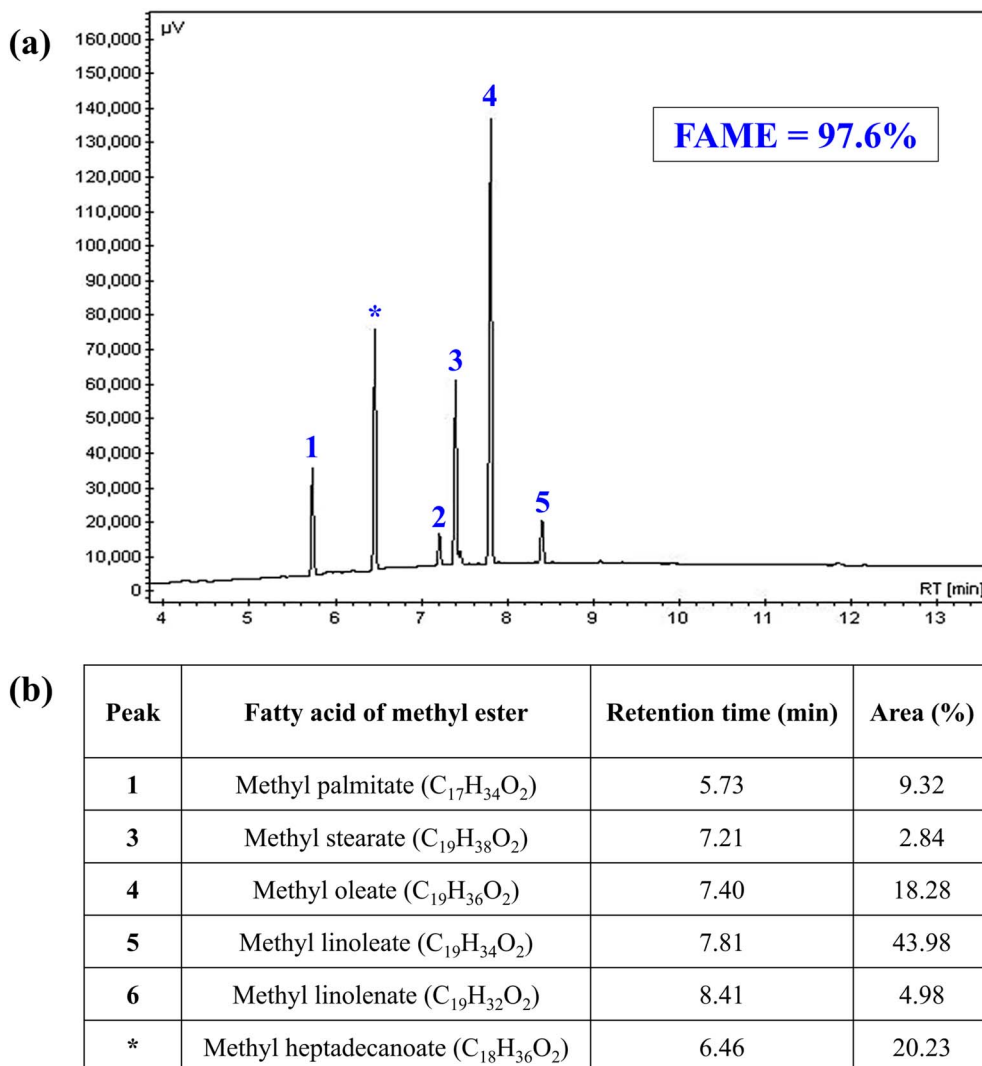 (a)
µV
160,000
150,000
140,000
130,000
120,000
110,000
100,000
90,000
80,000
70,000
60,000
50,000
40,000
30,000
20,000
10,000
0
1
*
2
3
4
5
FAME = 97.6%
RT [min]
4 5 6 7 8 9 10 11 12 13
(b)
Peak Fatty acid of methyl ester Retention time (min) Area (%)
1 Methyl palmitate (C₁₇H₃₄O₂) 5.73 9.32
3 Methyl stearate (C₁₉H₃₈O₂) 7.21 2.84
4 Methyl oleate (C₁₉H₃₆O₂) 7.40 18.28
5 Methyl linoleate (C₁₉H₃₄O₂) 7.81 43.98
6 Methyl linolenate (C₁₉H₃₂O₂) 8.41 4.98
* Methyl heptadecanoate (C₁₈H₃₆O₂) 6.46 20.23